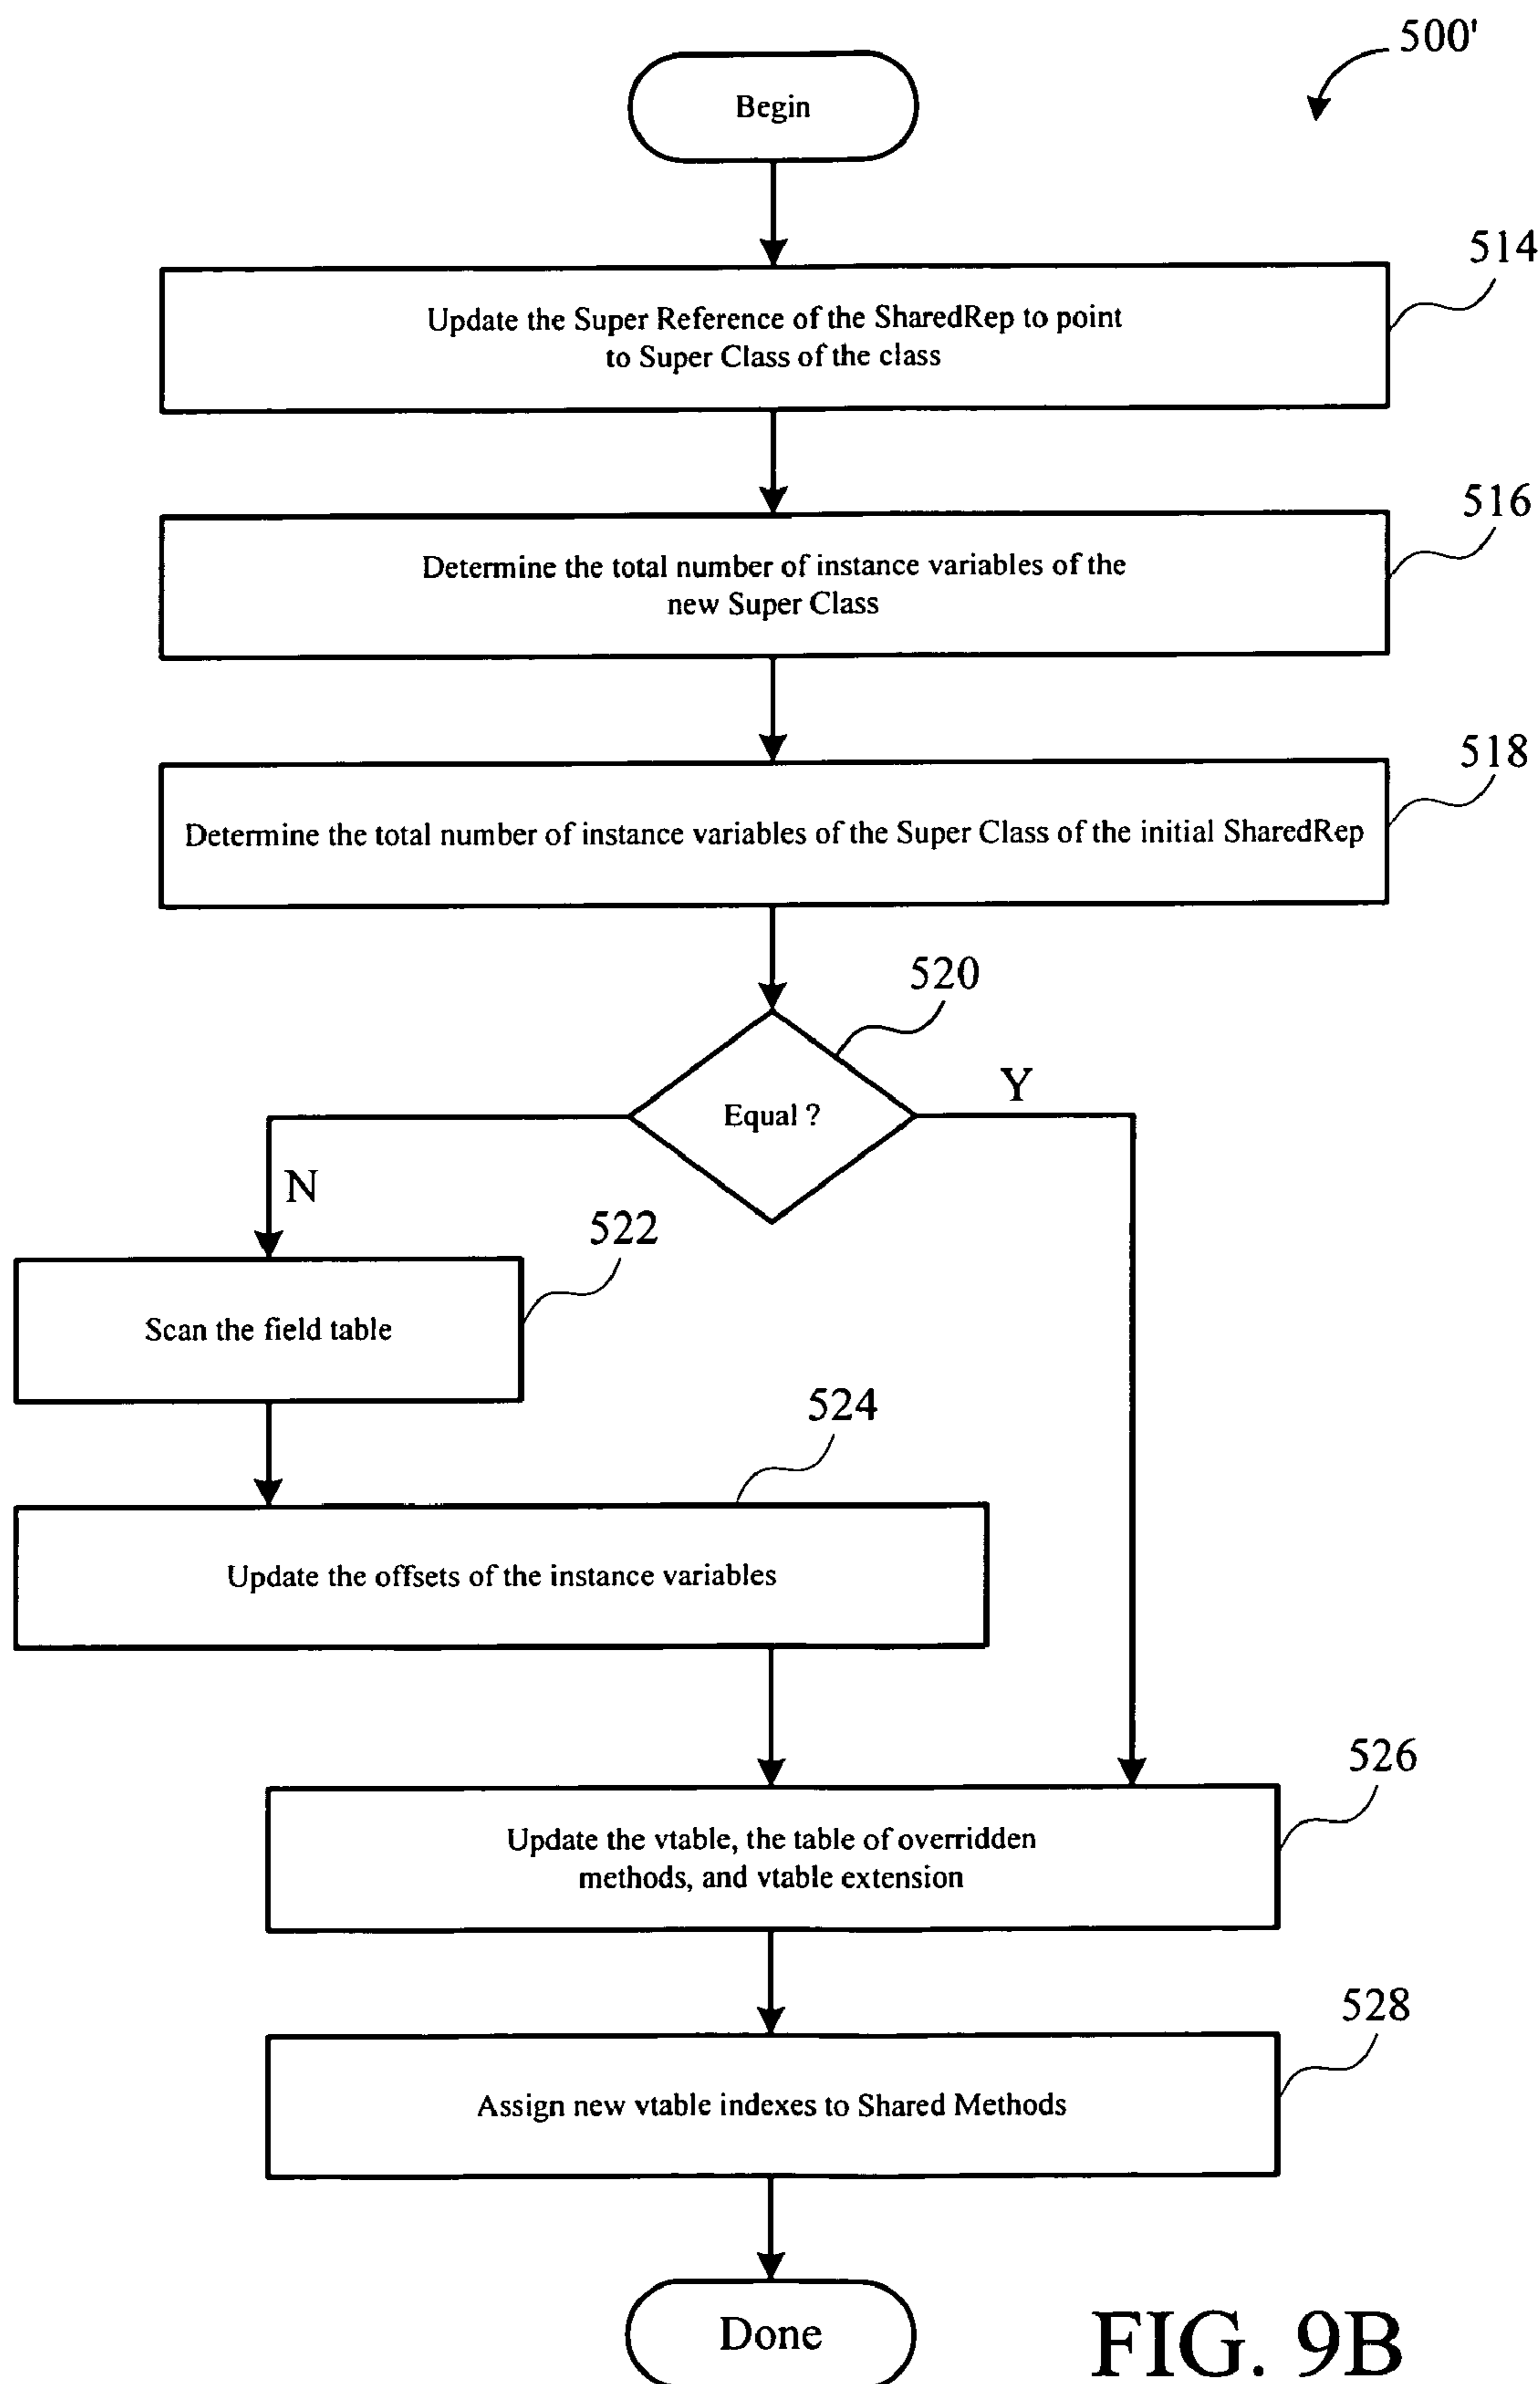 500'
Begin
514
Update the Super Reference of the SharedRep to point
to Super Class of the class
516
Determine the total number of instance variables of the
new Super Class
518
Determine the total number of instance variables of the Super Class of the initial SharedRep
520
Equal ?
Y
N
522
Scan the field table
524
Update the offsets of the instance variables
526
Update the vtable, the table of overridden
methods, and vtable extension
528
Assign new vtable indexes to Shared Methods
Done
FIG. 9B